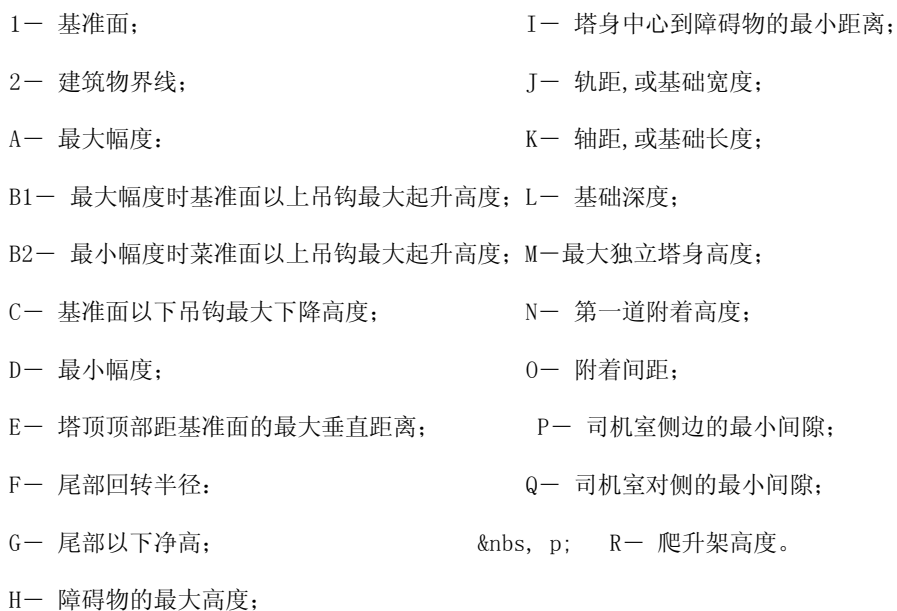 1－ 基准面; I－ 塔身中心到障碍物的最小距离;
2－ 建筑物界线; J－ 轨距,或基础宽度;
A－ 最大幅度: K－ 轴距,或基础长度;
B1－ 最大幅度时基准面以上吊钩最大起升高度; L－ 基础深度;
B2－ 最小幅度时菜准面以上吊钩最大起升高度; M－最大独立塔身高度;
C－ 基准面以下吊钩最大下降高度; N－ 第一道附着高度;
D－ 最小幅度; O－ 附着间距;
E－ 塔顶顶部距基准面的最大垂直距离; P－ 司机室侧边的最小间隙;
F－ 尾部回转半径: Q－ 司机室对侧的最小间隙;
G－ 尾部以下净高; &nbs, p; R－ 爬升架高度。
H－ 障碍物的最大高度;